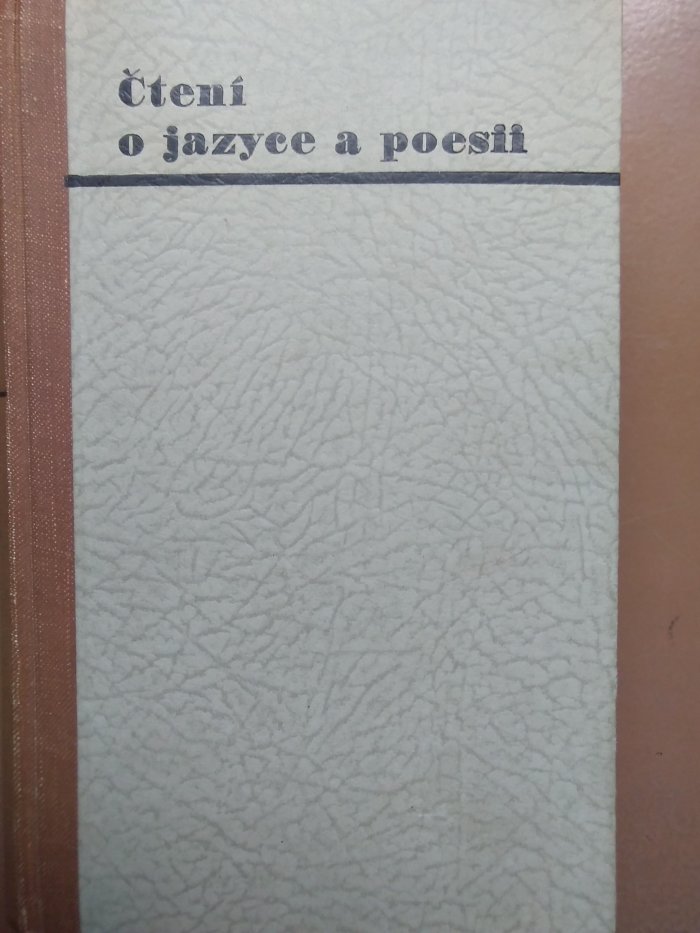 Čtení
o jazyce a poesii